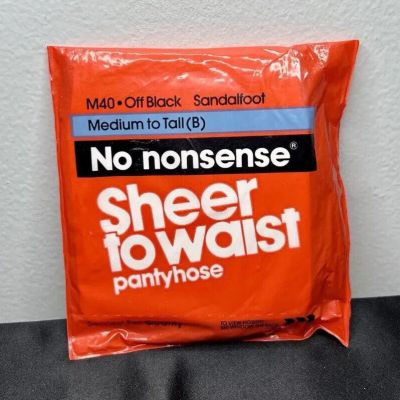 M40 • Off Black Sandalfoot
Medium to Tall (B)
No nonsense®
Sheer
to waist
pantyhose